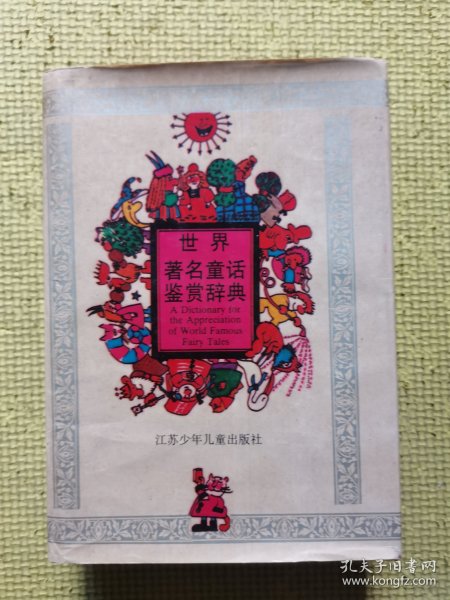 世界
著名童话
鉴赏辞典
A Dictionary for
the Appreciation
of World Famous
Fairy Tales
江苏少年儿童出版社
孔夫子旧书网
www.kongfz.com